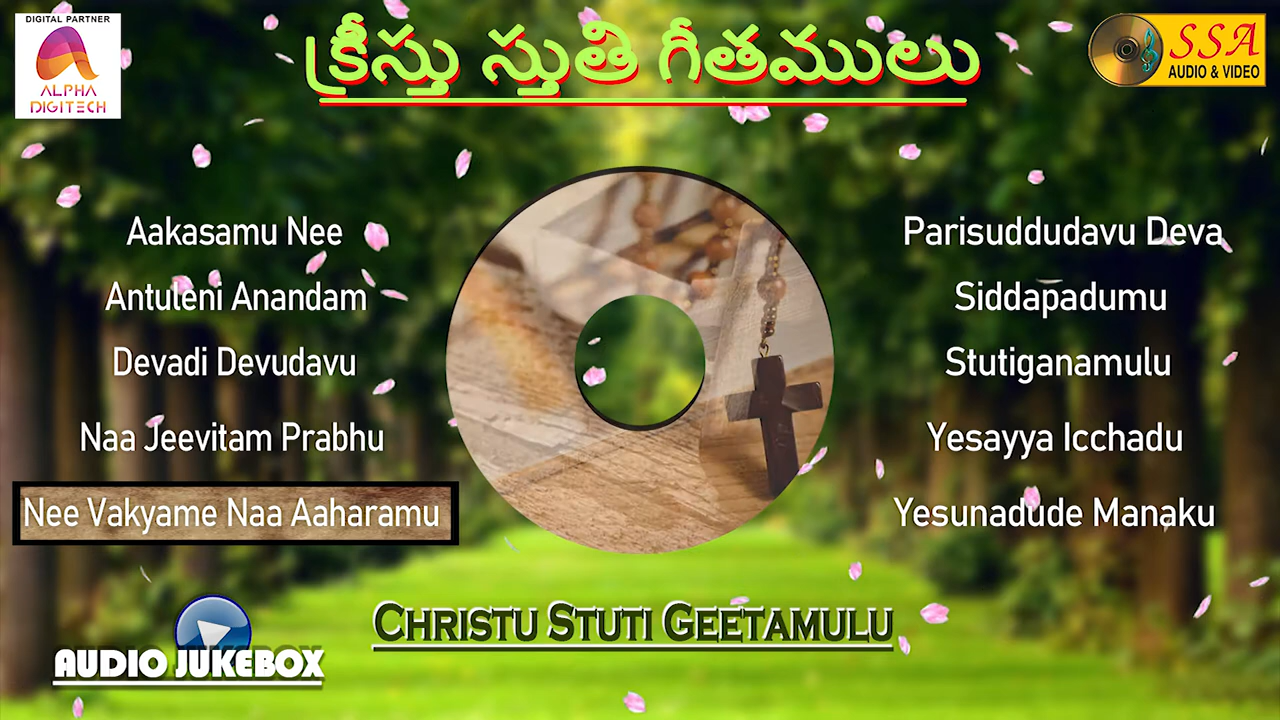 DIGITAL PARTNER
ALPHA
DIGITECH
క్రీస్తు స్తుతి గీతములు
SSA
AUDIO & VIDEO
Aakasamu Nee
Antuleni Anandam
Devadi Devudavu
Naa Jeevitam Prabhu
Nee Vakyame Naa Aaharamu
Parisuddudavu Deva
Siddapadumu
Stutiganamulu
Yesayya Icchadu
Yesunadude Manaku
Christu Stuti Geetamulu
AUDIO JUKEBOX